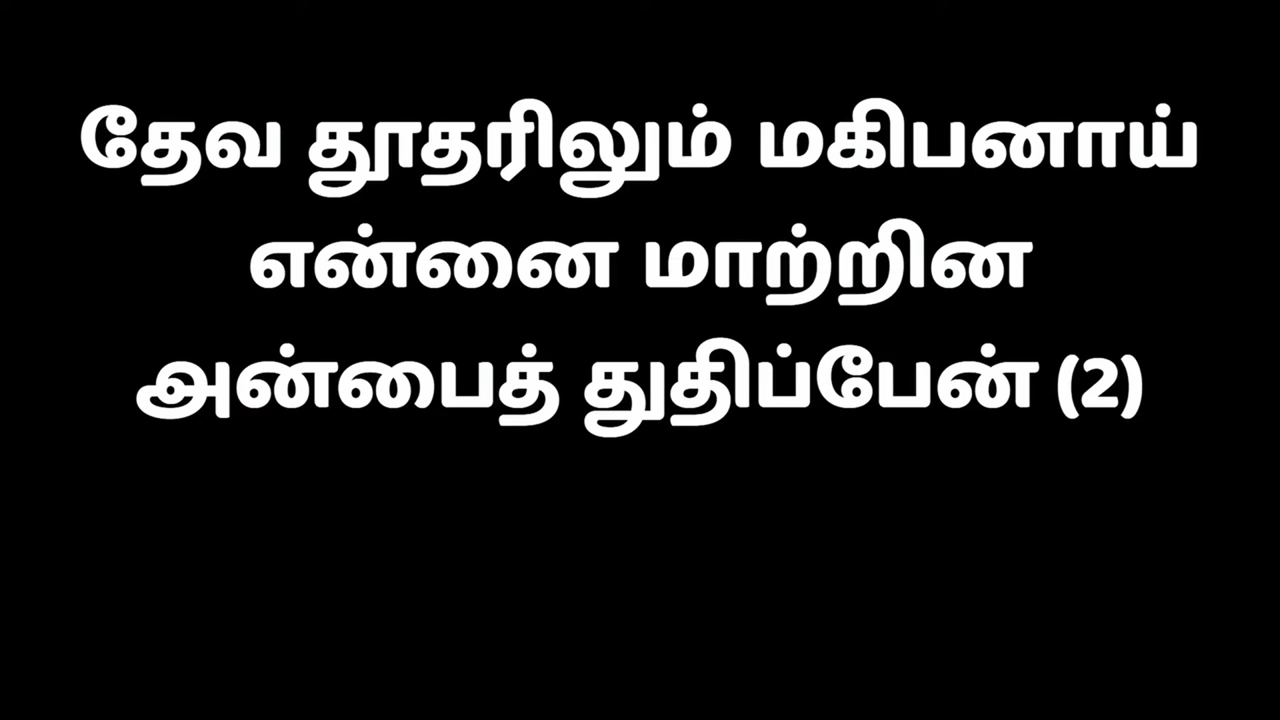 தேவ தூதரிலும் மகிபனாய்
என்னை மாற்றின
அன்பைத் துதிப்பேன் (2)